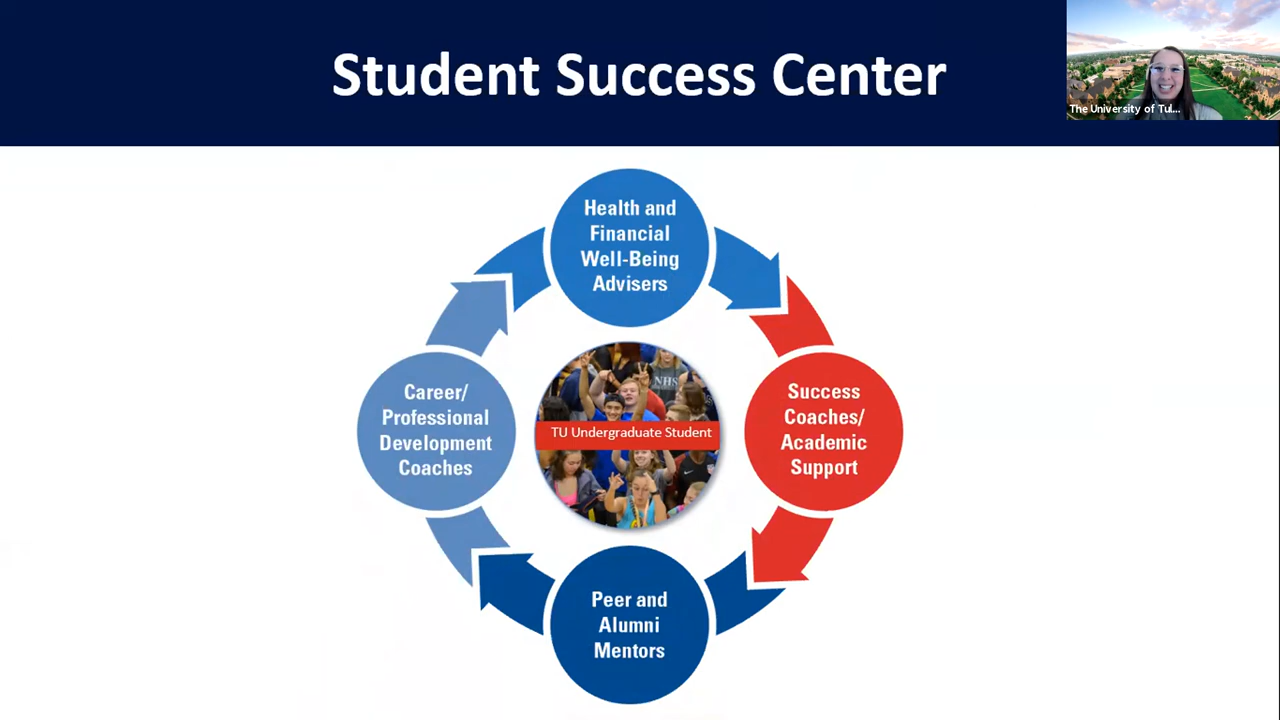 Student Success Center
The University of Tul...
Health and
Financial
Well-Being
Advisers
Career/
Professional
Development
Coaches
NHS
TU Undergraduate Student
Success
Coaches/
Academic
Support
Peer and
Alumni
Mentors